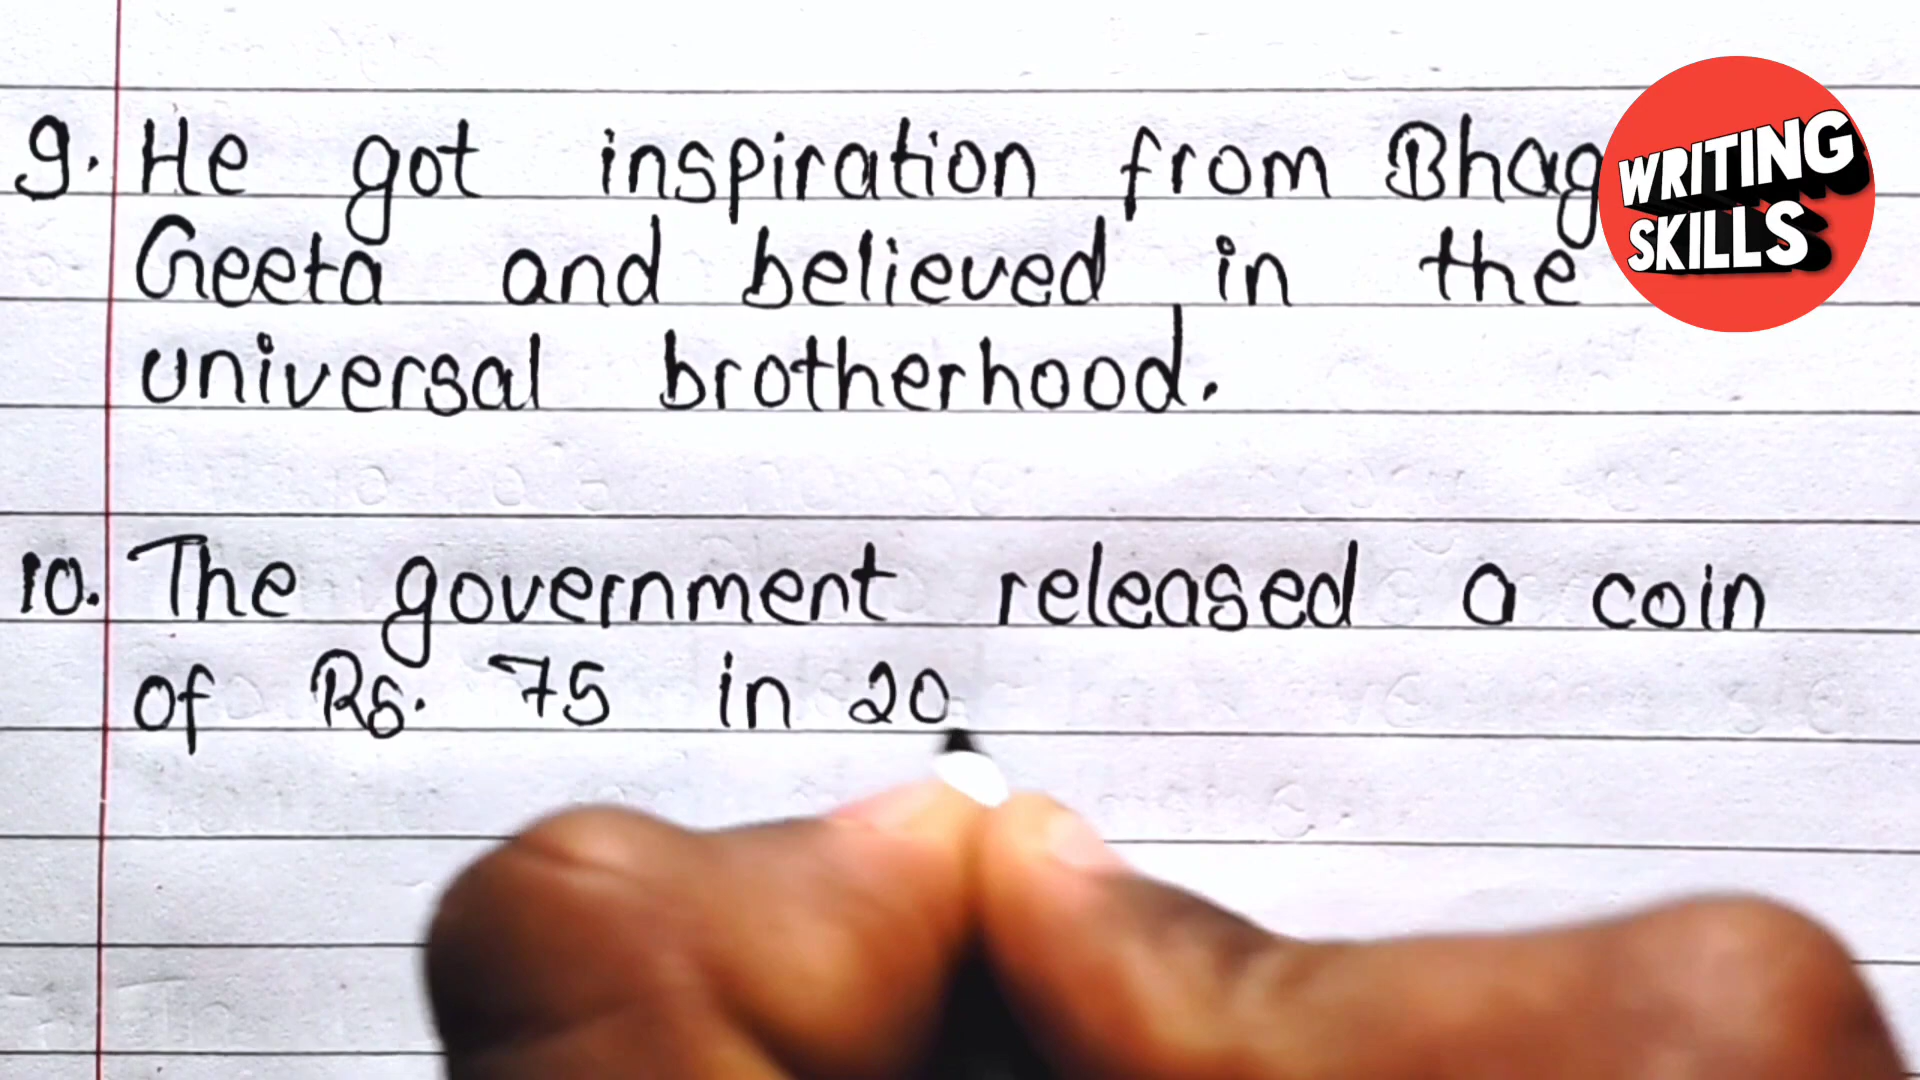 9. He got inspiration from Bhag
Geeta and believed in the
universal brotherhood.
10. The government released a coin
of Rs. 75 in 20
WRITING
SKILLS